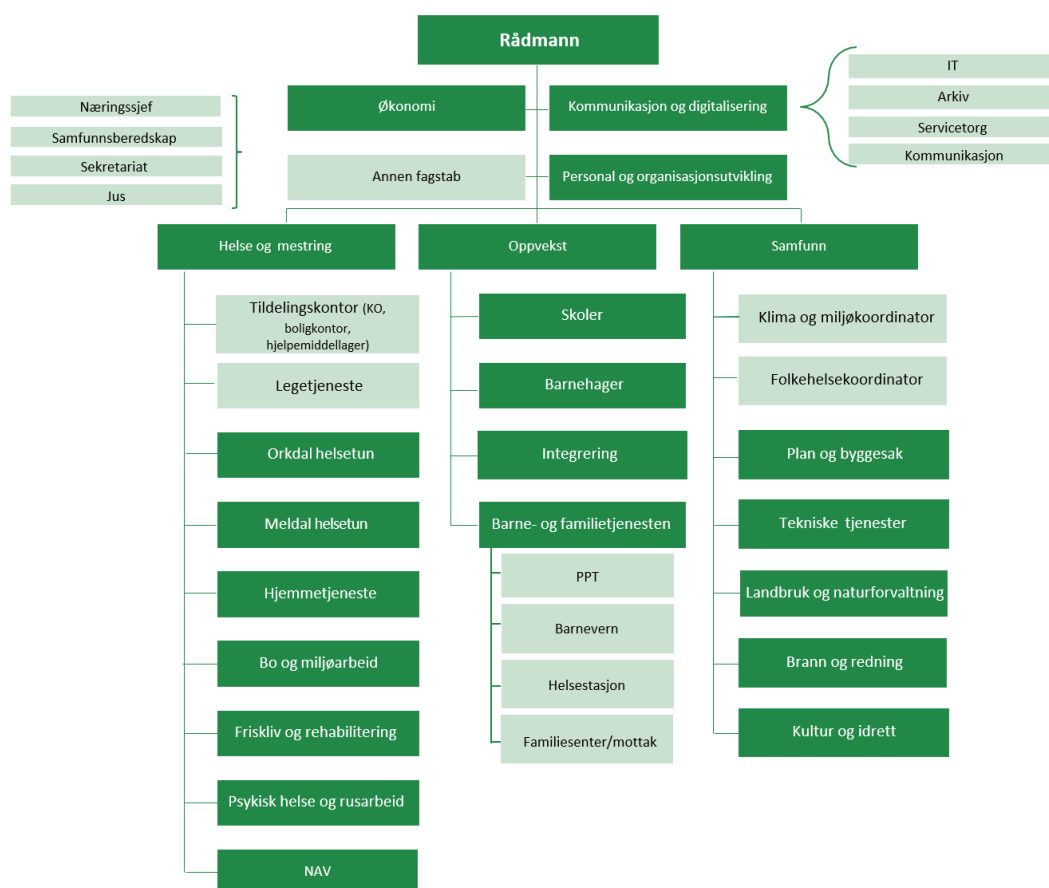 Rådmann
Økonomi
Kommunikasjon og digitalisering
IT
Arkiv
Servicetorg
Kommunikasjon
Næringssjef
Samfunnsberedskap
Sekretariat
Jus
Annen fagstab
Personal og organisasjonsutvikling
Helse og mestring
Tildelingskontor (KO,
boligkontor,
hjelpemiddellager)
Legetjeneste
Orkdal helsetun
Meldal helsetun
Hjemmetjeneste
Bo og miljøarbeid
Friskliv og rehabilitering
Psykisk helse og rusarbeid
NAV
Oppvekst
Skoler
Barnehager
Integrering
Barne- og familietjenesten
PPT
Barnevern
Helsestasjon
Familiesenter/mottak
Samfunn
Klima og miljøkoordinator
Folkehelsekoordinator
Plan og byggesak
Tekniske tjenester
Landbruk og naturforvaltning
Brann og redning
Kultur og idrett